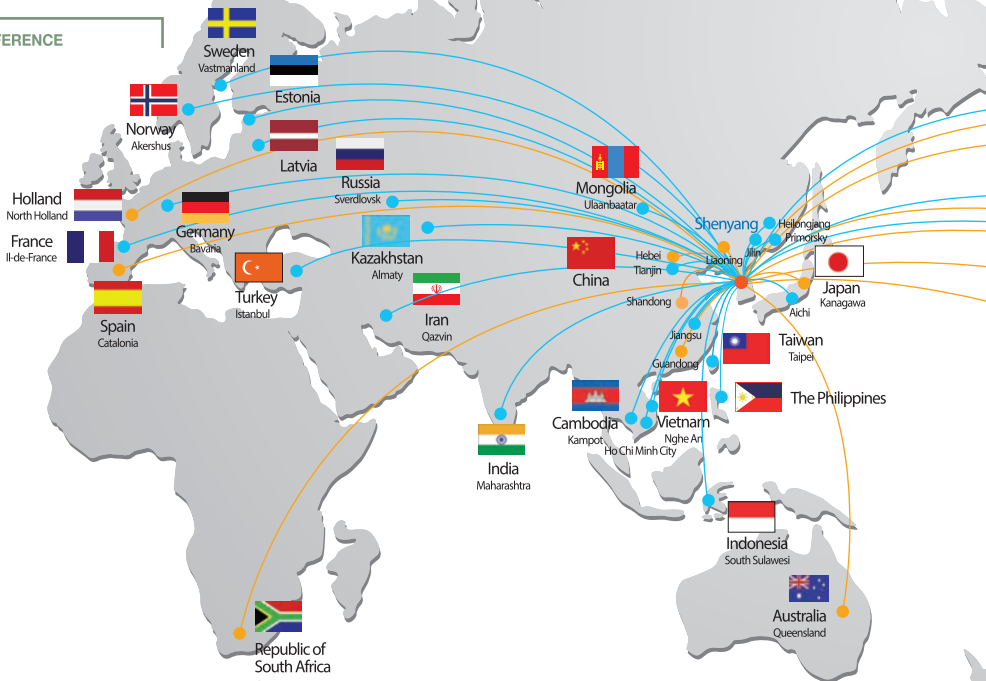 FERENCE
Sweden
Vastmanland
Estonia
Norway
Akershus
Latvia
Russia
Sverdlovsk
Mongolia
Ulaanbaatar
Holland
North Holland
Germany
Bavaria
France
Il-de-France
Kazakhstan
Almaty
Shenyang
Heilongjang
Primorsky
Jilin
Liaoning
Hebei
Tianjin
China
Turkey
Istanbul
Iran
Qazvin
Shandong
Japan
Kanagawa
Aichi
Spain
Catalonia
Jiangsu
Guandong
Taiwan
Taipei
The Philippines
Cambodia
Kampot
Vietnam
Nghe An
Ho Chi Minh City
India
Maharashtra
Indonesia
South Sulawesi
Australia
Queensland
Republic of
South Africa